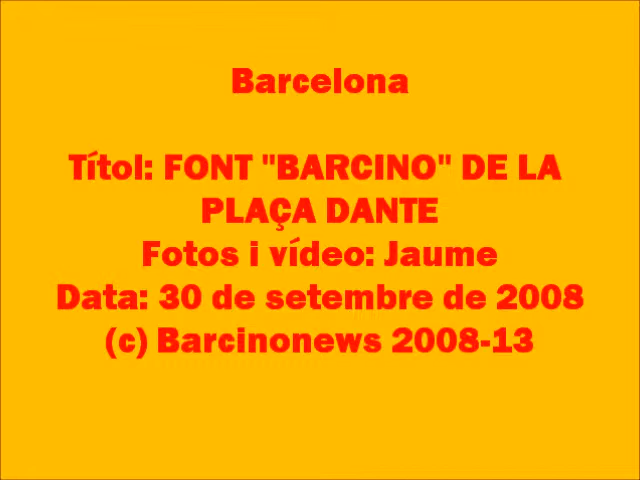 Barcelona
Títol: FONT "BARCINO" DE LA
PLAÇA DANTE
Fotos i vídeo: Jaume
Data: 30 de setembre de 2008
(c) Barcinonews 2008-13